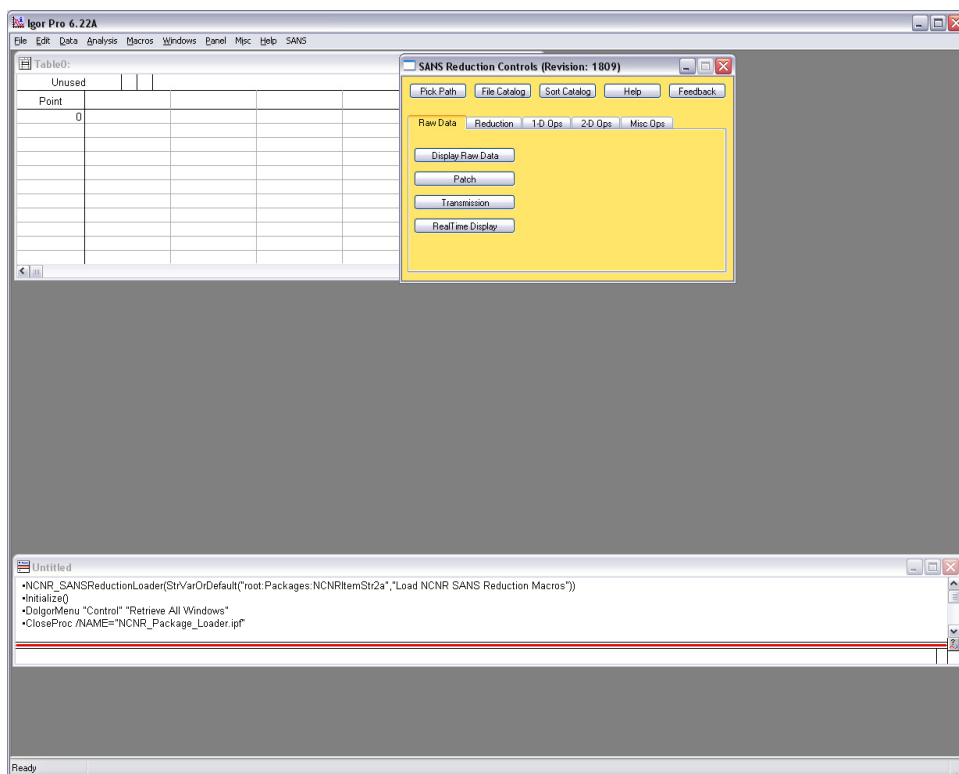 Igor Pro 6.22A
File Edit Data Analysis Macros Windows Panel Misc Help SANS
Table0:
Unused
Point
0
SANS Reduction Controls (Revision: 1809)
Pick Path File Catalog Sort Catalog Help Feedback
Raw Data Reduction 1-D Ops 2-D Ops Misc Ops
Display Raw Data
Patch
Transmission
RealTime Display
Untitled
•NCNR_SANSReductionLoader(StrVarOrDefault("root:Packages:NCNRItemStr2a","Load NCNR SANS Reduction Macros"))
•Initialize()
•DoIgorMenu "Control" "Retrieve All Windows"
•CloseProc /NAME="NCNR_Package_Loader.ipf"
Ready